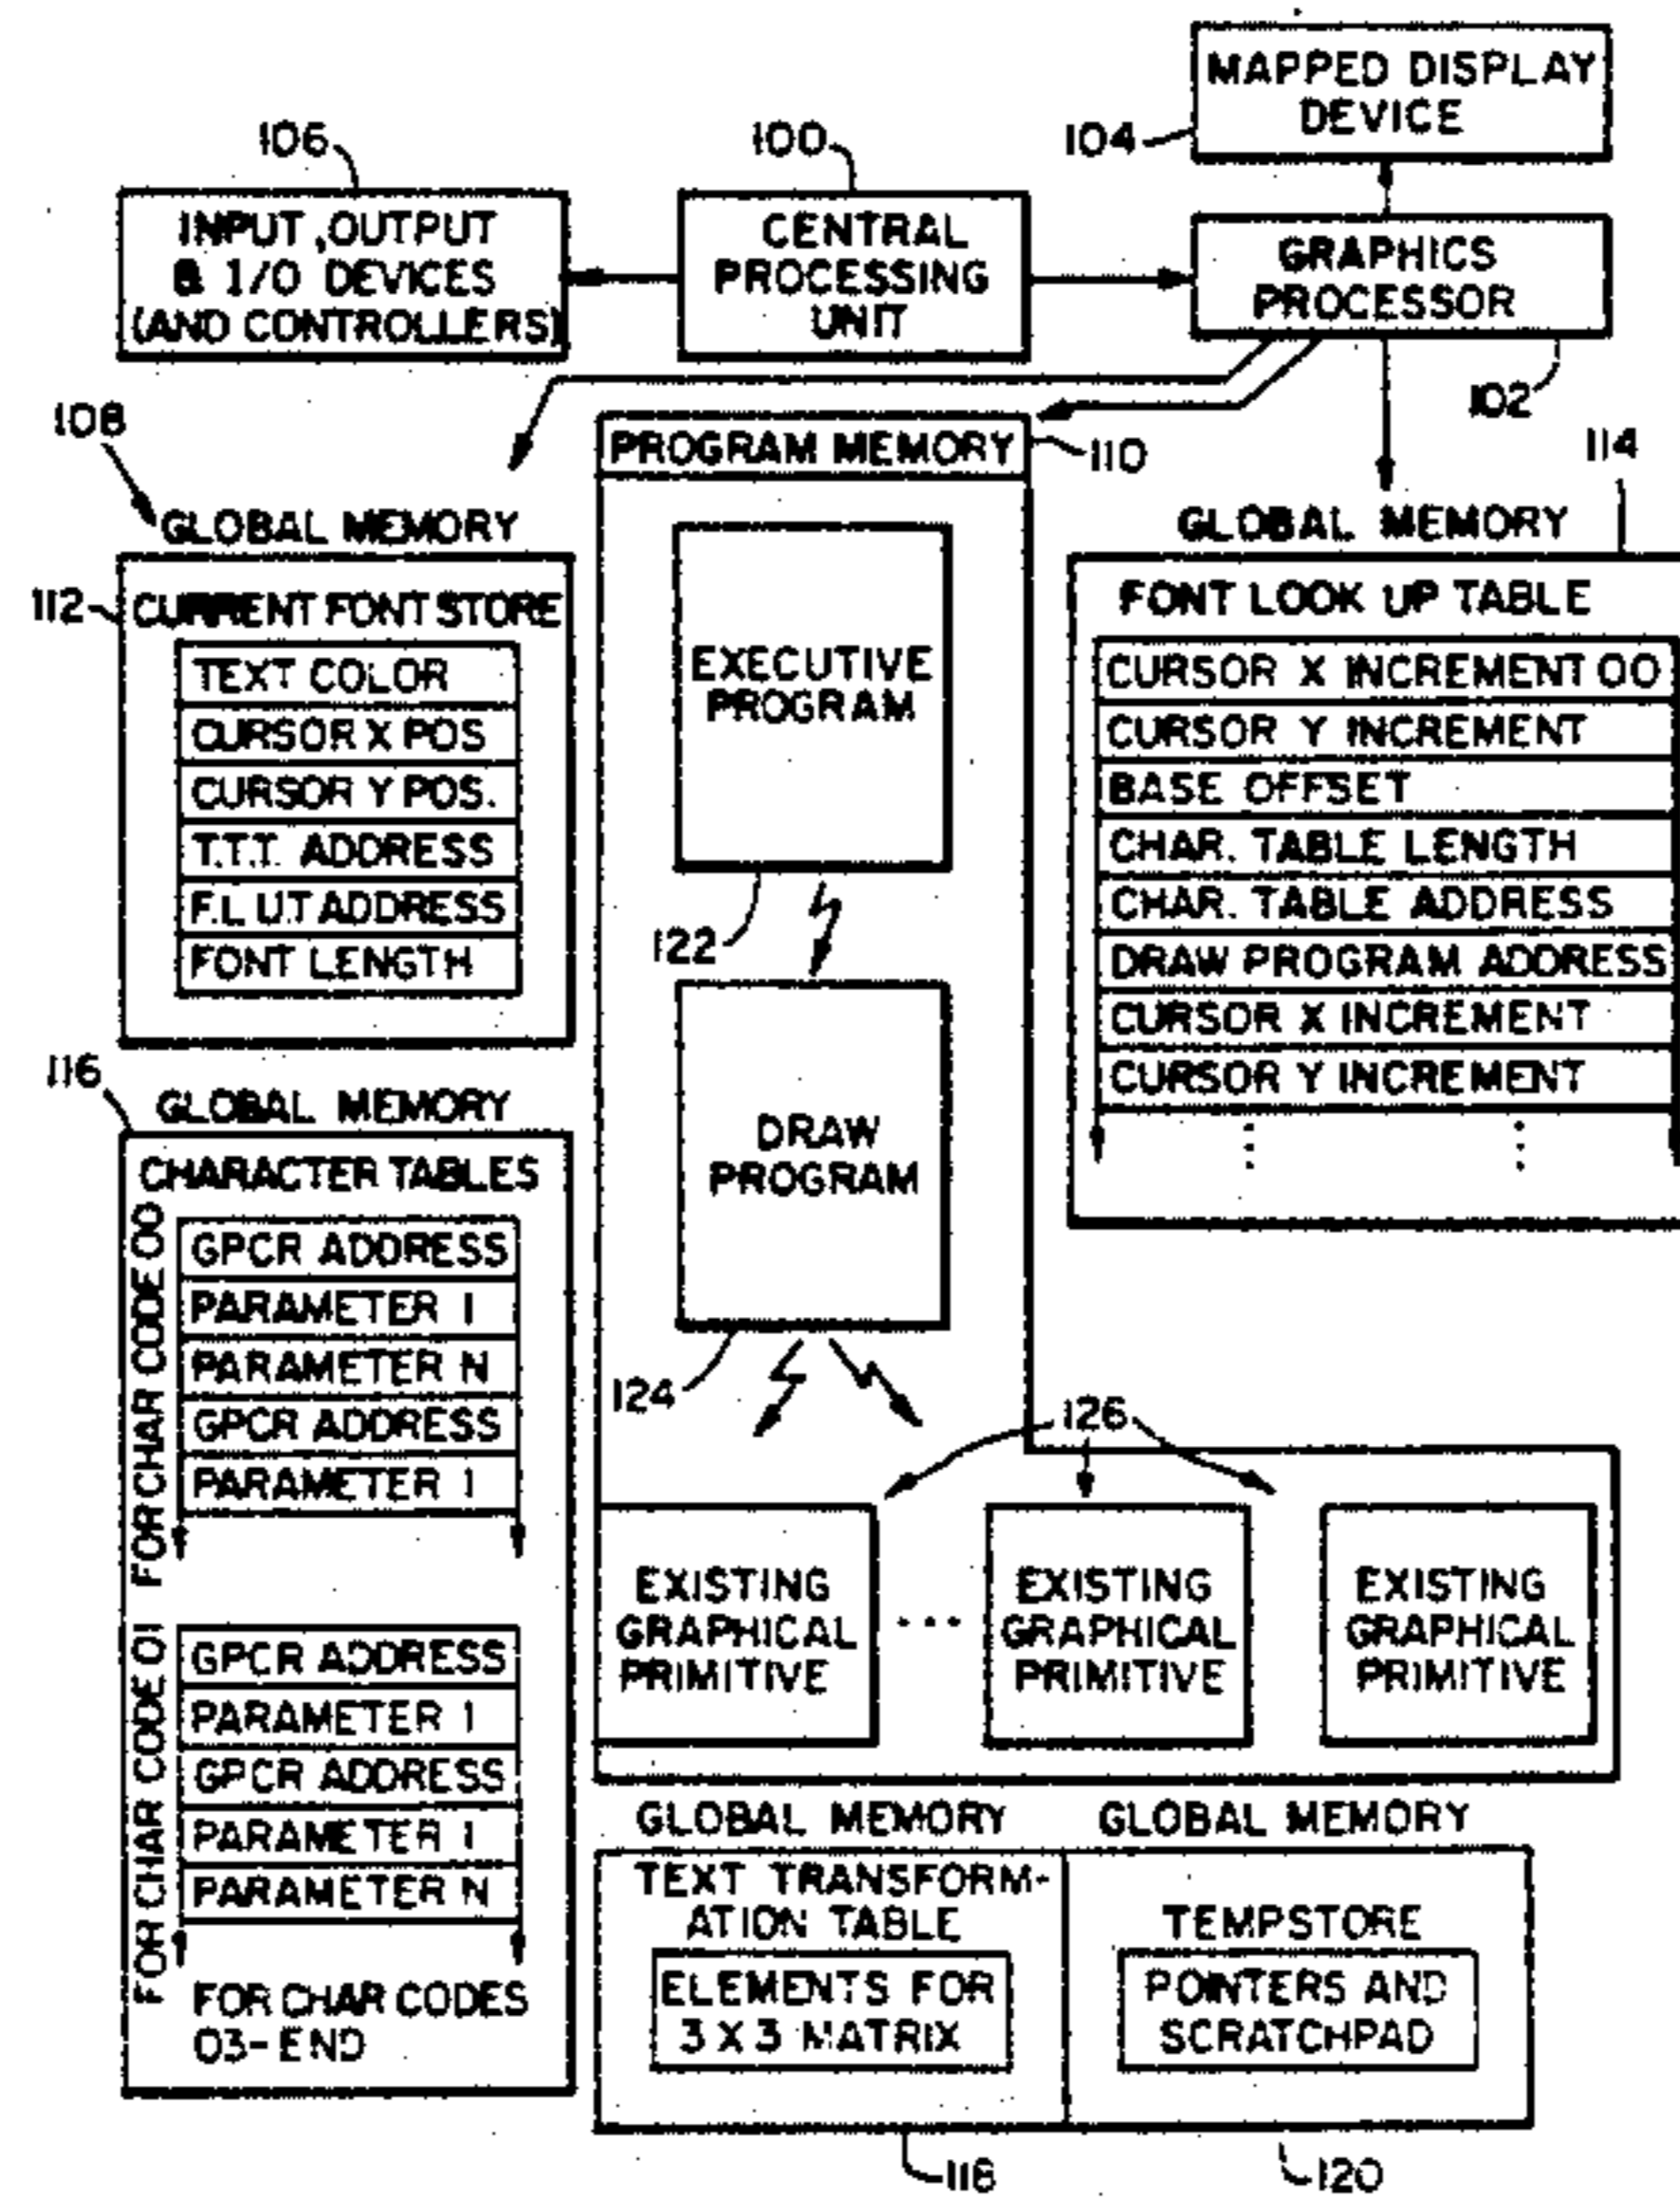 MAPPED DISPLAY
DEVICE
104
106
100
INPUT, OUTPUT
& I/O DEVICES
(AND CONTROLLERS)
CENTRAL
PROCESSING
UNIT
GRAPHICS
PROCESSOR
102
108
PROGRAM MEMORY
110
114
GLOBAL MEMORY
112
CURRENT FONT STORE
TEXT COLOR
CURSOR X POS
CURSOR Y POS.
T.T.T. ADDRESS
F.L U.T ADDRESS
FONT LENGTH
EXECUTIVE
PROGRAM
122
DRAW
PROGRAM
124
GLOBAL MEMORY
FONT LOOK UP TABLE
CURSOR X INCREMENT 00
CURSOR Y INCREMENT
BASE OFFSET
CHAR. TABLE LENGTH
CHAR. TABLE ADDRESS
DRAW PROGRAM ADDRESS
CURSOR X INCREMENT
CURSOR Y INCREMENT
116
GLOBAL MEMORY
CHARACTER TABLES
FOR CHAR CODE 00
GPCR ADDRESS
PARAMETER 1
PARAMETER N
GPCR ADDRESS
PARAMETER 1
FOR CHAR CODE 01
GPCR ADDRESS
PARAMETER 1
GPCR ADDRESS
PARAMETER 1
PARAMETER N
FOR CHAR CODES
03-END
126
EXISTING
GRAPHICAL
PRIMITIVE
...
EXISTING
GRAPHICAL
PRIMITIVE
EXISTING
GRAPHICAL
PRIMITIVE
GLOBAL MEMORY
TEXT TRANSFORM-
ATION TABLE
ELEMENTS FOR
3 X 3 MATRIX
118
GLOBAL MEMORY
TEMPSTORE
POINTERS AND
SCRATCHPAD
120